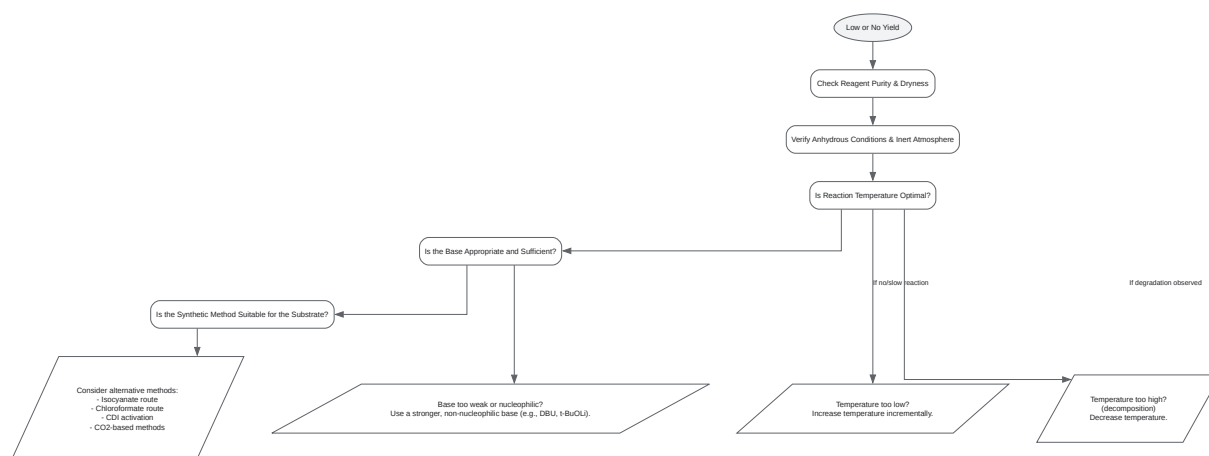 Low or No Yield
Check Reagent Purity & Dryness
Verify Anhydrous Conditions & Inert Atmosphere
Is Reaction Temperature Optimal?
Is the Base Appropriate and Sufficient?
If no/slow reaction
If degradation observed
Is the Synthetic Method Suitable for the Substrate?
Consider alternative methods:
- Isocyanate route
- Chloroformate route
- CDI activation
- CO2-based methods
Base too weak or nucleophilic?
Use a stronger, non-nucleophilic base (e.g., DBU, t-BuOLi).
Temperature too low?
Increase temperature incrementally.
Temperature too high?
(decomposition)
Decrease temperature.